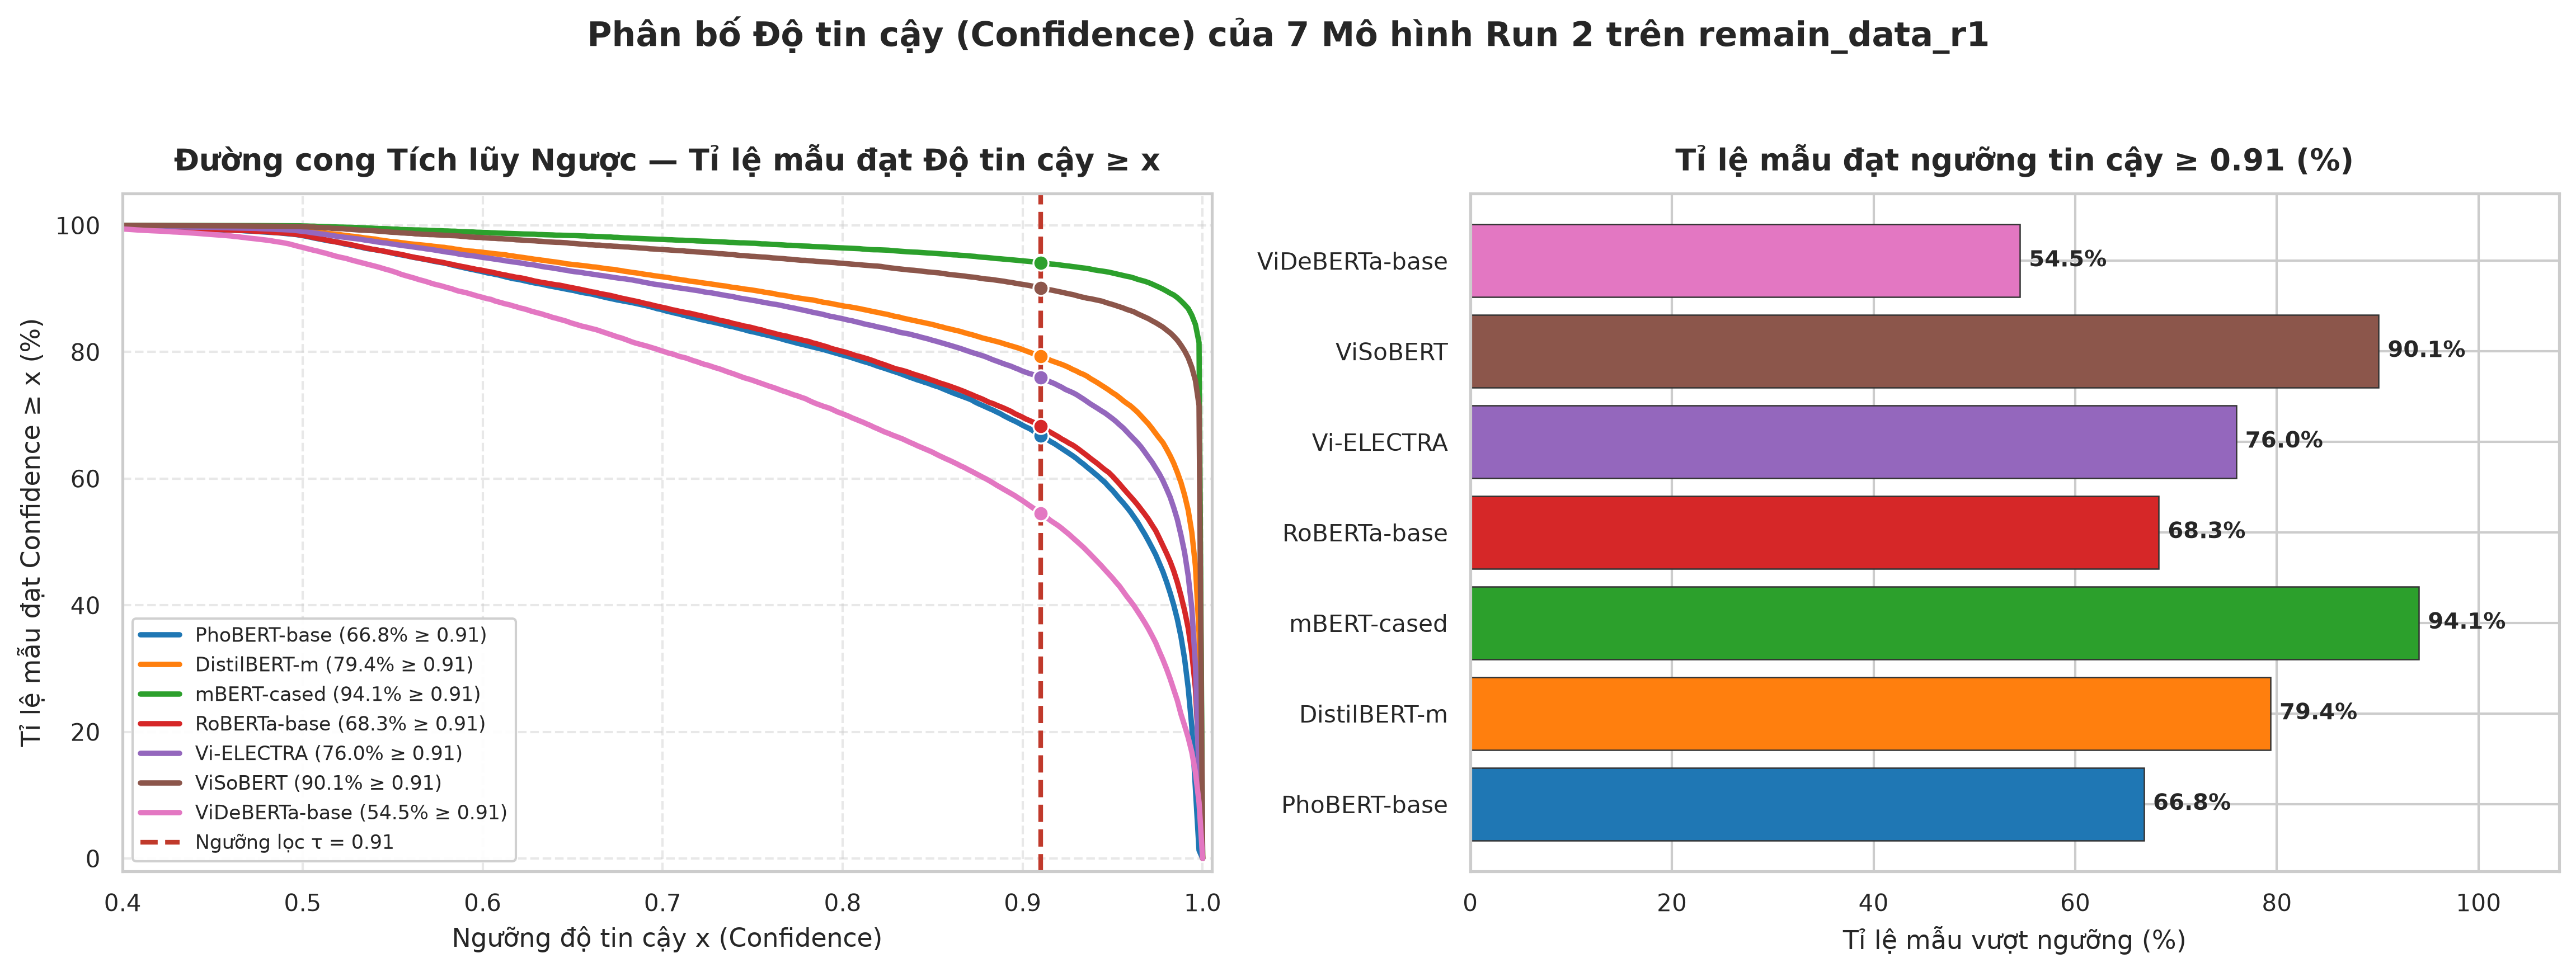 Phân bố Độ tin cậy (Confidence) của 7 Mô hình Run 2 trên remain_data_r1
Đường cong Tích lũy Ngược — Tỉ lệ mẫu đạt Độ tin cậy ≥ x
Tỉ lệ mẫu đạt Confidence ≥ x (%)
100
80
60
40
20
0
PhoBERT-base (66.8% ≥ 0.91)
DistilBERT-m (79.4% ≥ 0.91)
mBERT-cased (94.1% ≥ 0.91)
RoBERTa-base (68.3% ≥ 0.91)
Vi-ELECTRA (76.0% ≥ 0.91)
ViSoBERT (90.1% ≥ 0.91)
ViDeBERTa-base (54.5% ≥ 0.91)
Ngưỡng lọc τ = 0.91
0.4 0.5 0.6 0.7 0.8 0.9 1.0
Ngưỡng độ tin cậy x (Confidence)
Tỉ lệ mẫu đạt ngưỡng tin cậy ≥ 0.91 (%)
ViDeBERTa-base 54.5%
ViSoBERT 90.1%
Vi-ELECTRA 76.0%
RoBERTa-base 68.3%
mBERT-cased 94.1%
DistilBERT-m 79.4%
PhoBERT-base 66.8%
0 20 40 60 80 100
Tỉ lệ mẫu vượt ngưỡng (%)